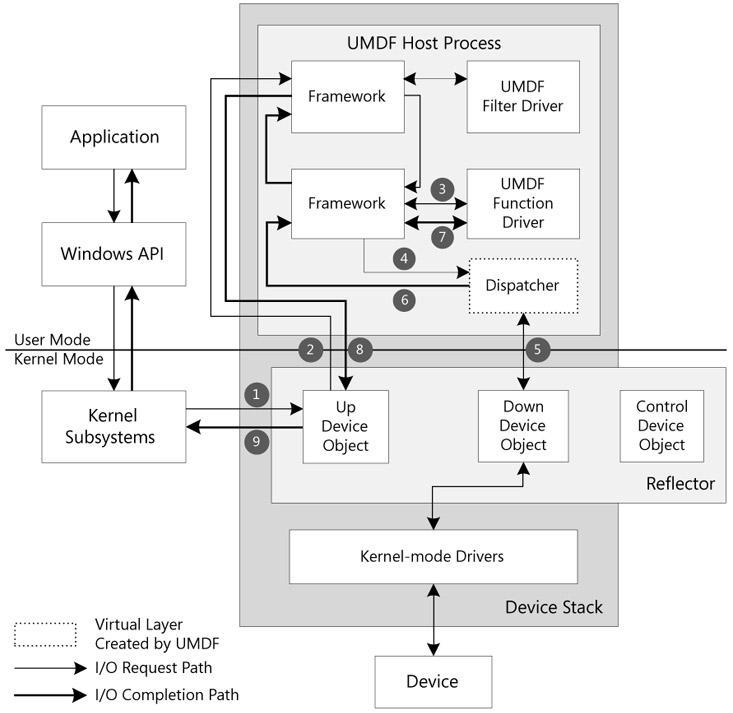 UMDF Host Process
Framework
UMDF
Filter Driver
Application
Framework
3
UMDF
Function
Driver
7
Windows API
4
Dispatcher
6
User Mode
Kernel Mode
2
8
5
1
9
Kernel
Subsystems
Up
Device
Object
Down
Device
Object
Control
Device
Object
Reflector
Kernel-mode Drivers
Device Stack
Virtual Layer
Created by UMDF
I/O Request Path
I/O Completion Path
Device